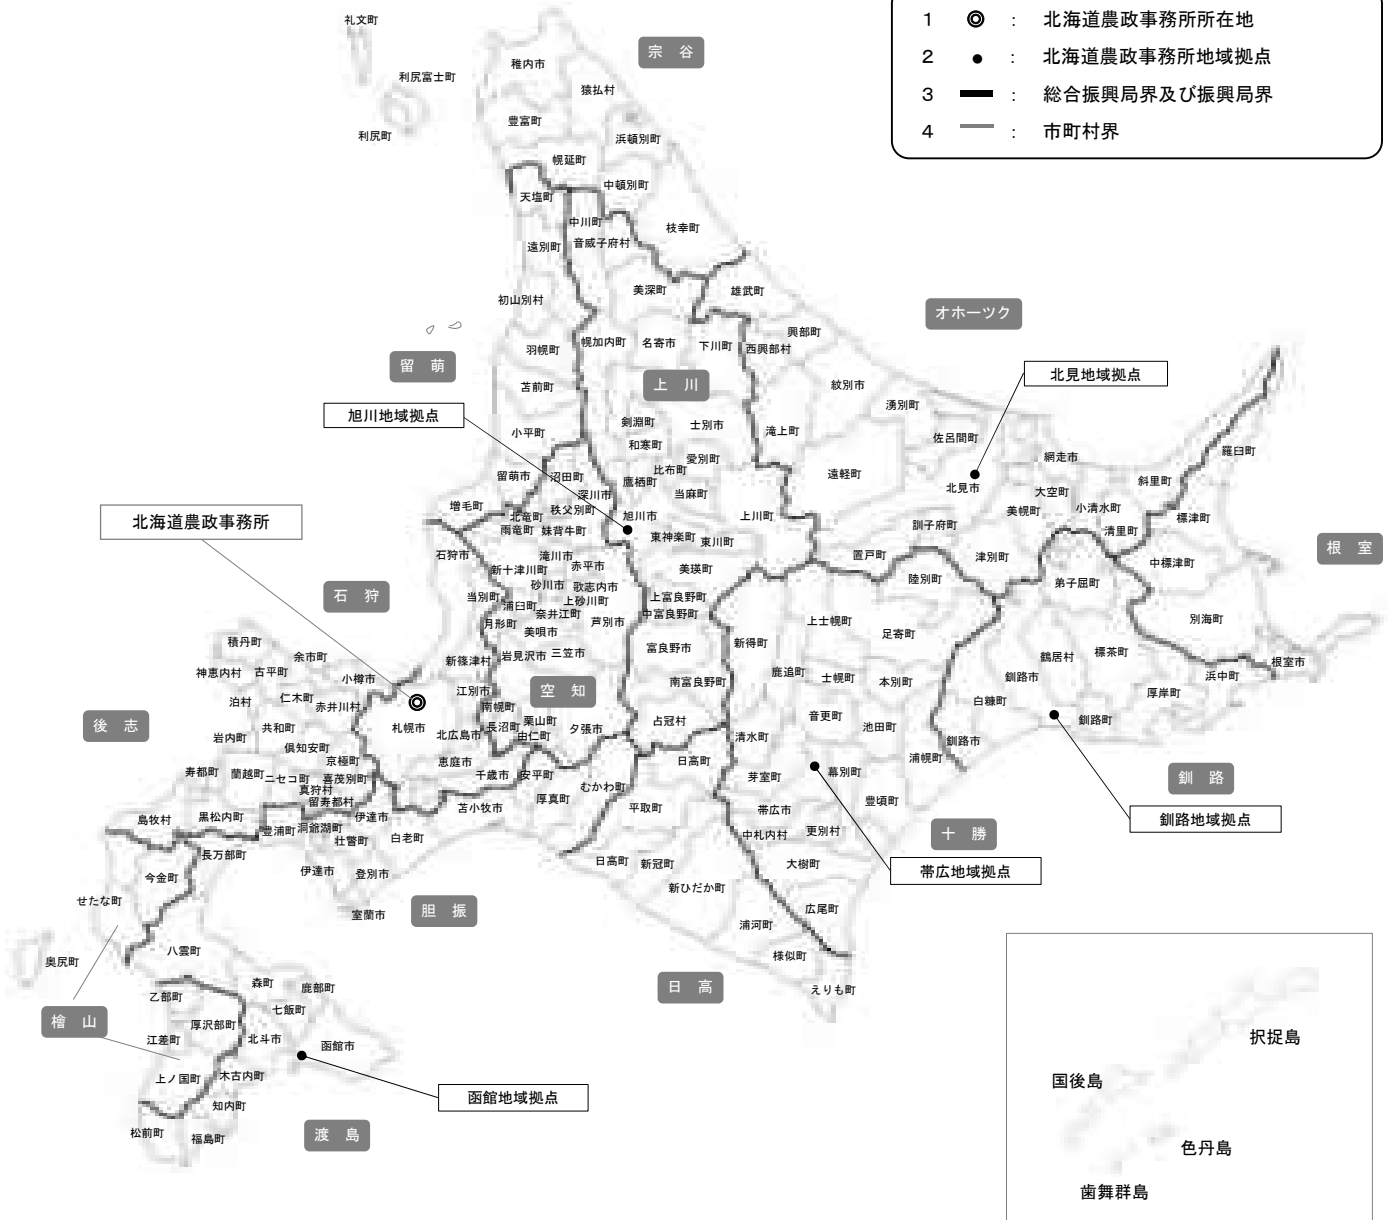 1 ◎ : 北海道農政事務所所在地
2 ● : 北海道農政事務所地域拠点
3 ━ : 総合振興局界及び振興局界
4 ─ : 市町村界
礼文町
利尻富士町
利尻町
宗谷
稚内市
猿払村
豊富町
浜頓別町
幌延町
中頓別町
天塩町
中川町
枝幸町
遠別町
音威子府村
美深町
雄武町
初山別村
オホーツク
興部町
羽幌町
幌加内町
名寄市
下川町
西興部村
留萌
上川
北見地域拠点
苫前町
紋別市
湧別町
旭川地域拠点
剣淵町
士別市
滝上町
小平町
和寒町
佐呂間町
羅臼町
愛別町
網走市
留萌市
沼田町
比布町
遠軽町
鷹栖町
当麻町
北見市
大空町
斜里町
増毛町
深川市
秩父別町
北竜町
旭川市
上川町
美幌町
小清水町
標津町
北海道農政事務所
雨竜町
妹背牛町
東神楽町
東川町
訓子府町
清里町
石狩市
滝川市
置戸町
津別町
根室
新十津川町
赤平市
美瑛町
陸別町
中標津町
石狩
砂川市
歌志内市
弟子屈町
当別町
浦臼町
上砂川町
上富良野町
奈井江町
中富良野町
月形町
芦別市
上士幌町
別海町
美唄市
足寄町
積丹町
新得町
余市町
岩見沢市
三笠市
富良野市
鶴居村
標茶町
神恵内村
古平町
新篠津村
根室市
小樽市
鹿追町
士幌町
本別町
釧路市
浜中町
泊村
仁木町
赤井川村
江別市
空知
南富良野町
厚岸町
南幌町
白糠町
後志
共和町
札幌市
北広島市
長沼町
栗山町
由仁町
夕張市
占冠村
音更町
池田町
釧路町
岩内町
倶知安町
清水町
釧路市
京極町
恵庭市
日高町
浦幌町
寿都町
蘭越町
ニセコ町
喜茂別町
千歳市
安平町
芽室町
幕別町
釧路
真狩村
留寿都村
むかわ町
厚真町
豊頃町
苫小牧市
平取町
帯広市
島牧村
黒松内町
伊達市
釧路地域拠点
豊浦町
洞爺湖町
壮瞥町
白老町
中札内村
更別村
十勝
長万部町
日高町
新冠町
大樹町
帯広地域拠点
今金町
伊達市
登別市
新ひだか町
せたな町
室蘭市
胆振
広尾町
浦河町
八雲町
様似町
奥尻町
森町
鹿部町
日高
えりも町
乙部町
七飯町
檜山
厚沢部町
江差町
北斗市
函館市
択捉島
上ノ国町
木古内町
国後島
函館地域拠点
知内町
松前町
福島町
渡島
色丹島
歯舞群島